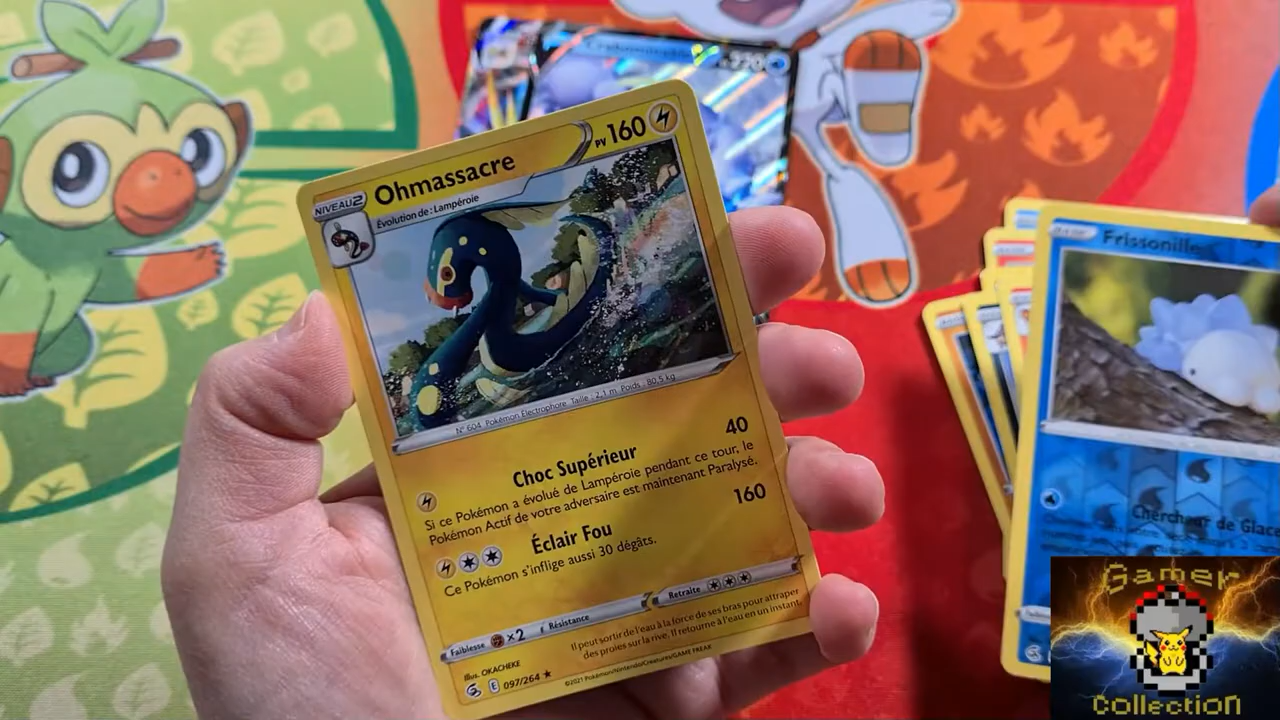 220
NIVEAU2
Ohmassacre
PV 160
Évolution de : Lampéroie
N° 604 Pokémon Électrophore Taille : 2,1 m Poids : 80,5 kg
Choc Supérieur 40
Si ce Pokémon a évolué de Lampéroie pendant ce tour, le
Pokémon Actif de votre adversaire est maintenant Paralysé.
Éclair Fou 160
Ce Pokémon s'inflige aussi 30 dégâts.
Faiblesse ×2 Résistance Retraite
Il peut sortir de l'eau à la force de ses bras pour attraper
des proies sur la rive. Il retourne à l'eau en un instant.
Illus. OKACHEKE
E 097/264 ★
©2021 Pokémon/Nintendo/Creatures/GAME FREAK
Frissonille
Chercheur de Glace
Gamer
Collection